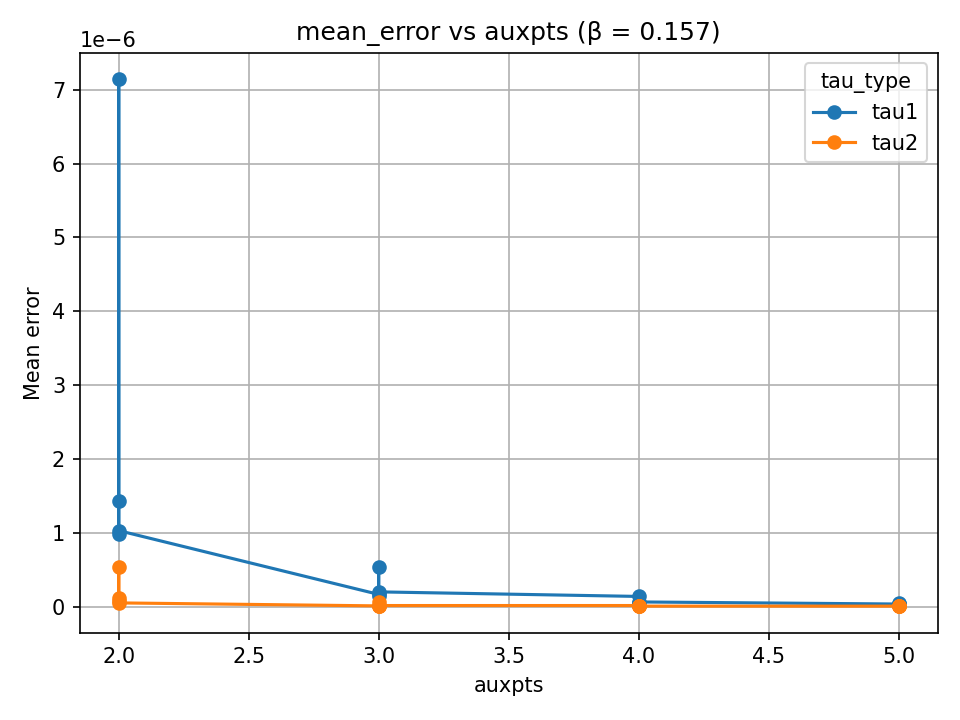 mean_error vs auxpts (β = 0.157)
1e−6
7
6
5
4
3
2
1
0
Mean error
2.0 2.5 3.0 3.5 4.0 4.5 5.0
auxpts
tau_type
tau1
tau2